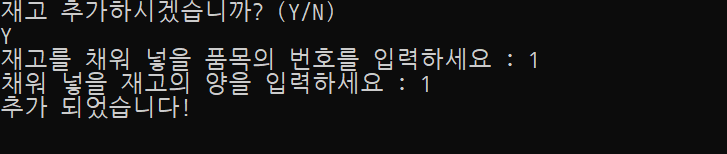 재고 추가하시겠습니까? (Y/N)
Y
재고를 채워 넣을 품목의 번호를 입력하세요 : 1
채워 넣을 재고의 양을 입력하세요 : 1
추가 되었습니다!